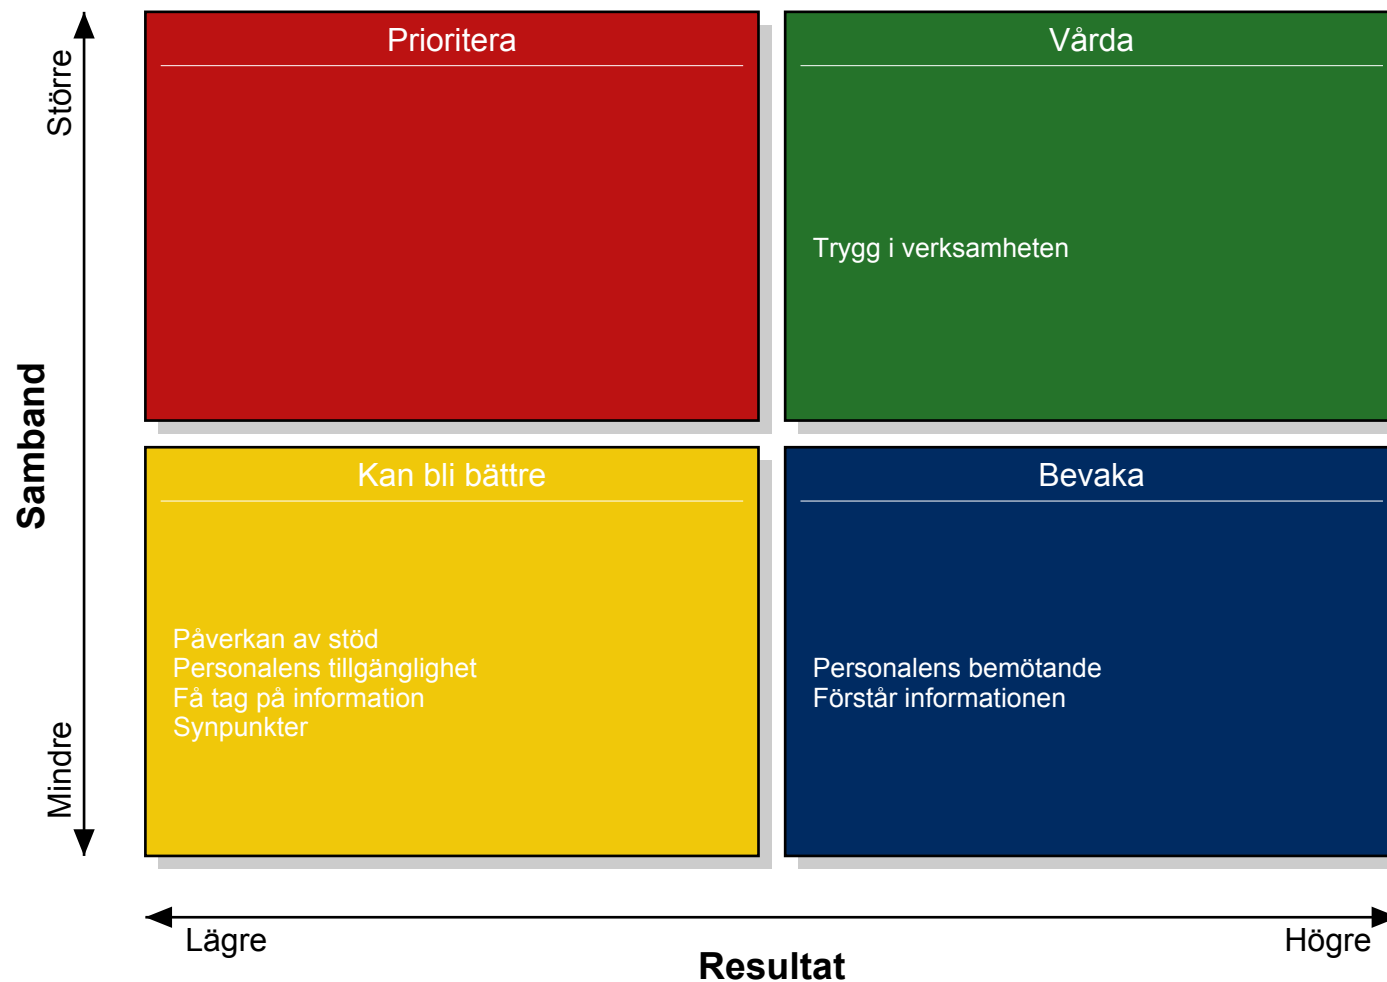 Prioritera
Vårda
Större
Trygg i verksamheten
Samband
Kan bli bättre
Bevaka
Påverkan av stöd
Personalens tillgänglighet
Få tag på information
Synpunkter
Personalens bemötande
Förstår informationen
Mindre
Lägre
Högre
Resultat